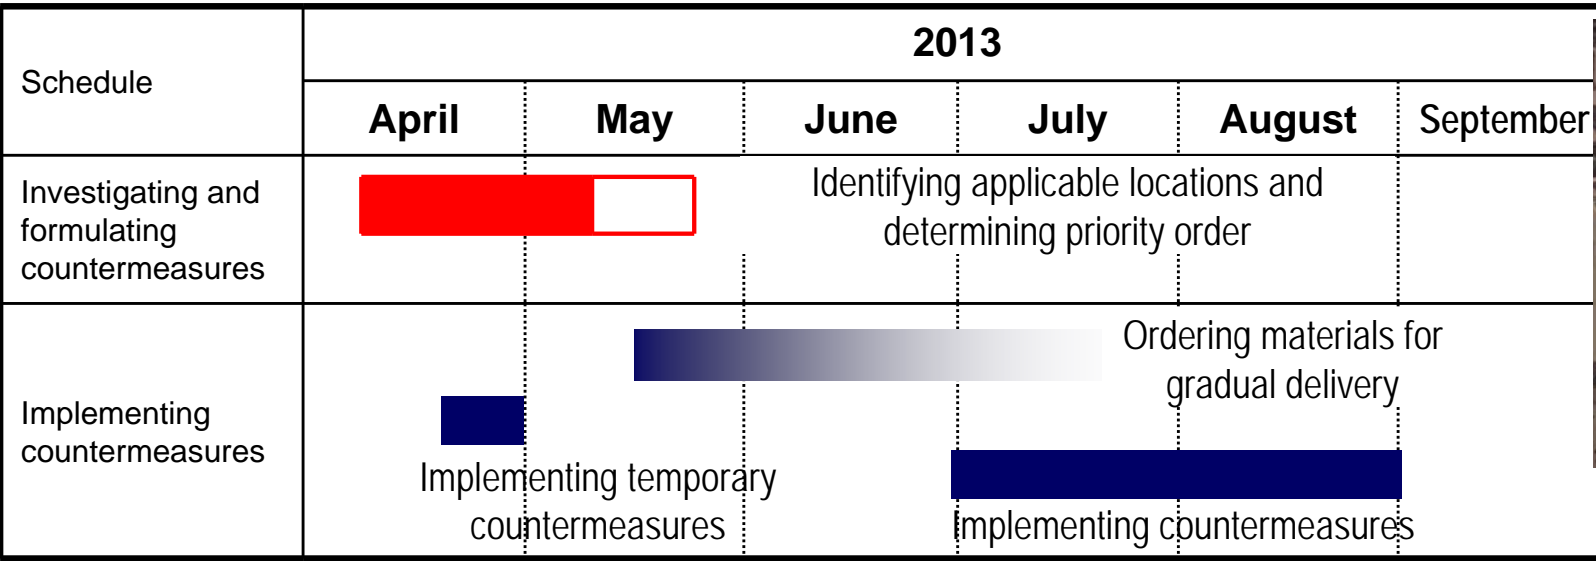 Schedule
2013
April May June July August September
Investigating and
formulating
countermeasures
Identifying applicable locations and
determining priority order
Implementing
countermeasures
Ordering materials for
gradual delivery
Implementing temporary
countermeasures
Implementing countermeasures